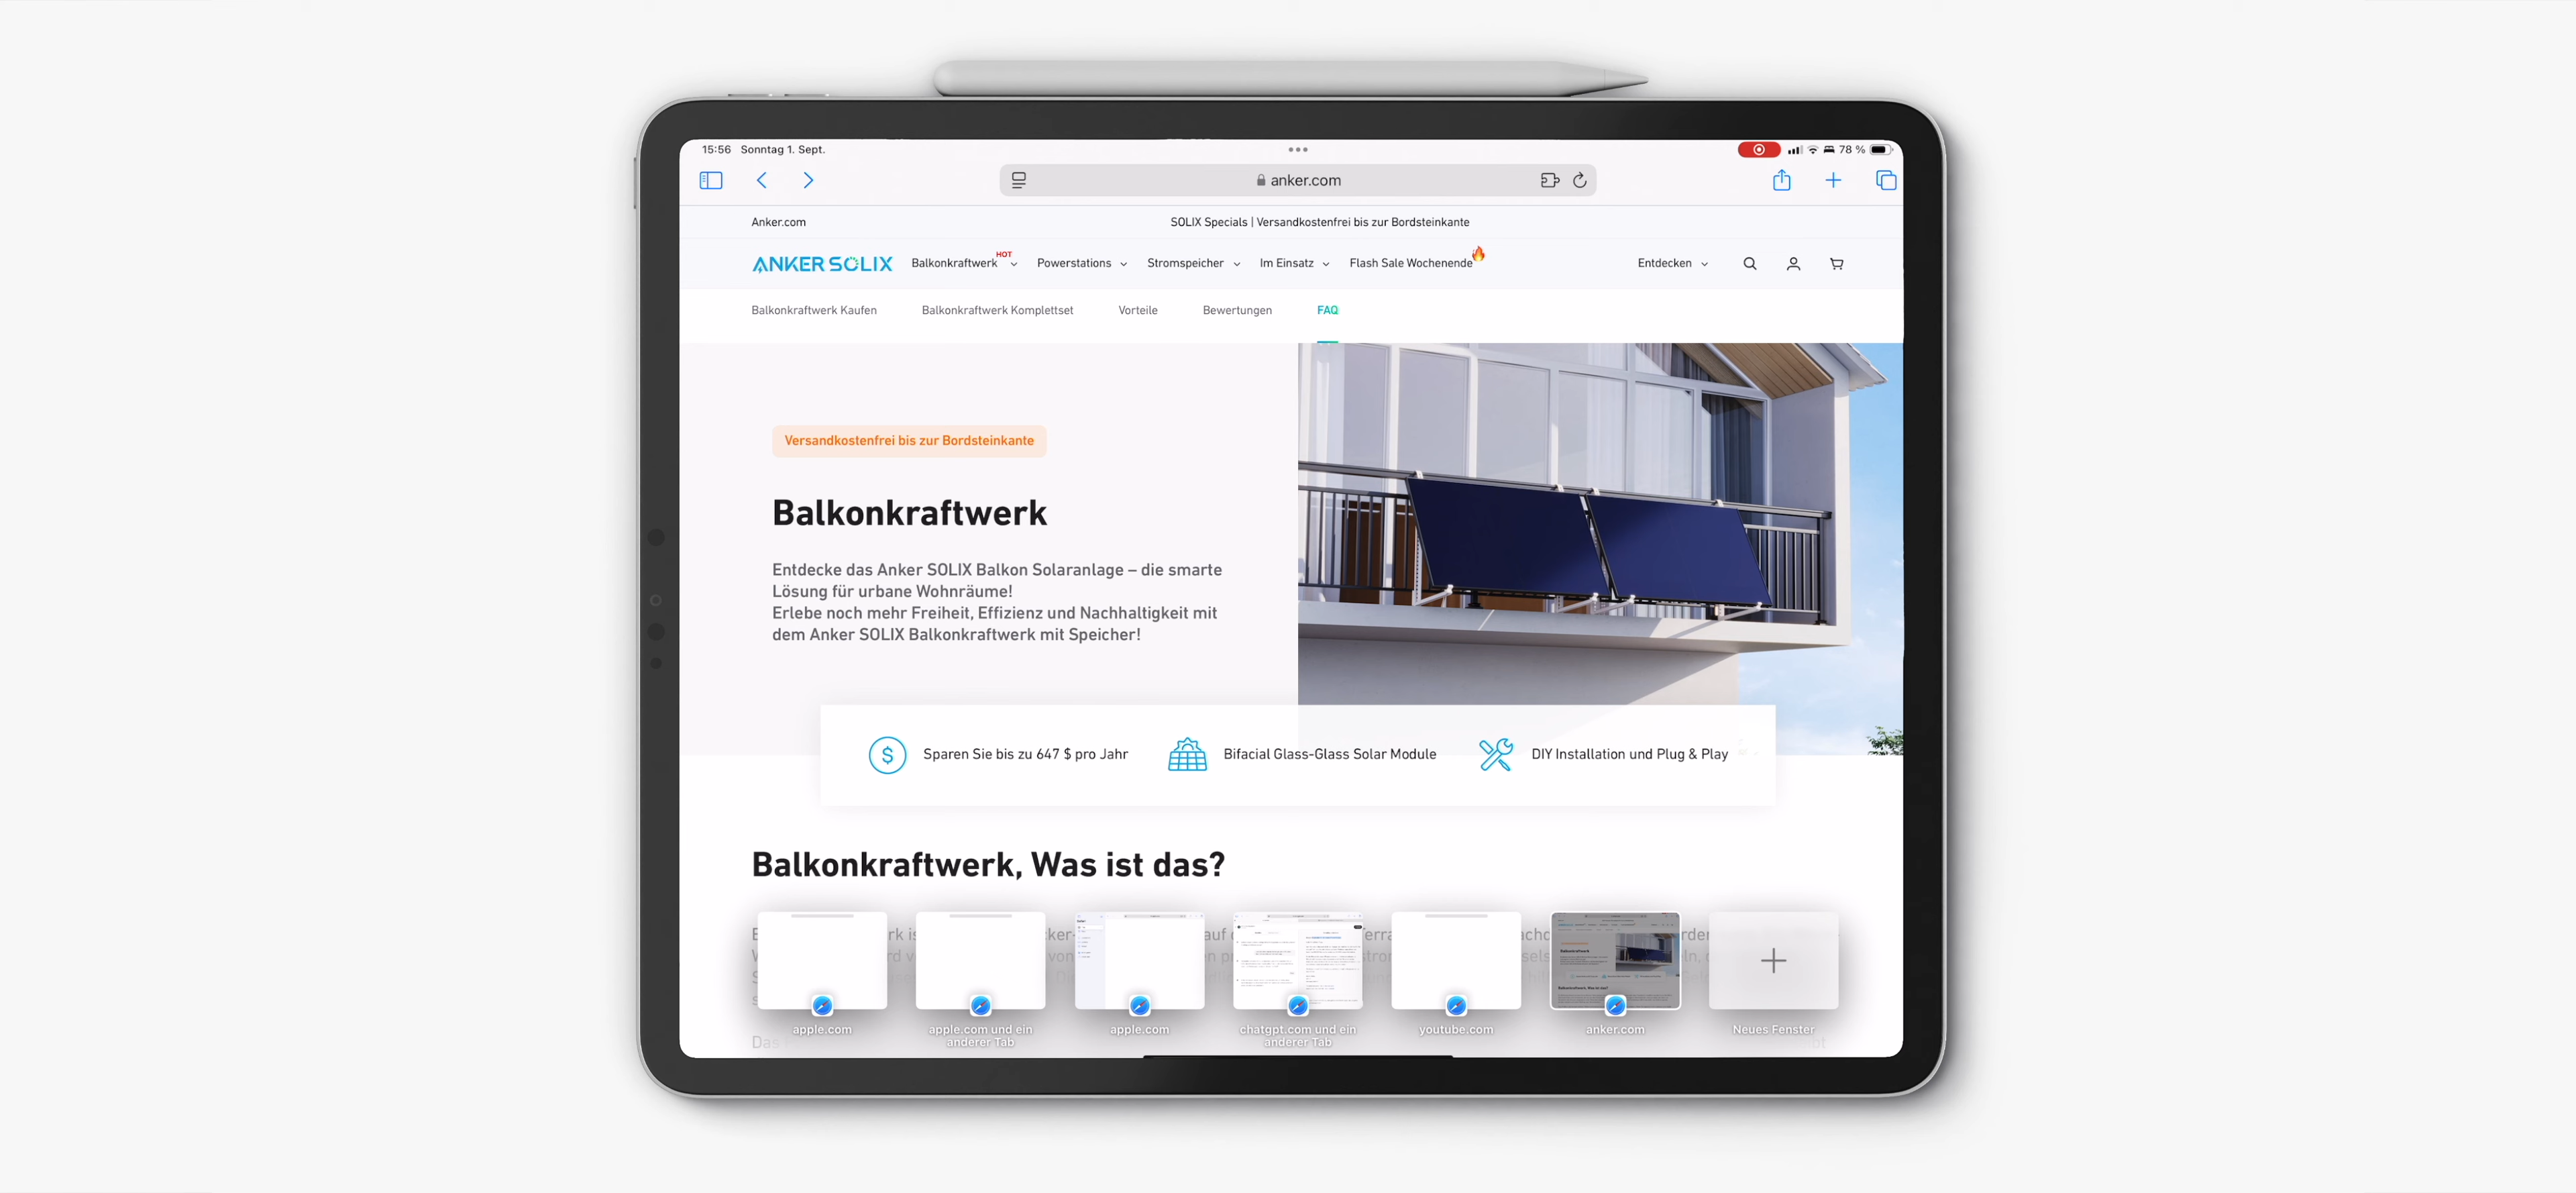 15:56 Sonntag 1. Sept.
78 %
anker.com
Anker.com
SOLIX Specials | Versandkostenfrei bis zur Bordsteinkante
ANKER SOLIX
Balkonkraftwerk
HOT
Powerstations
Stromspeicher
Im Einsatz
Flash Sale Wochenende
Entdecken
Balkonkraftwerk Kaufen
Balkonkraftwerk Komplettset
Vorteile
Bewertungen
FAQ
Versandkostenfrei bis zur Bordsteinkante
Balkonkraftwerk
Entdecke das Anker SOLIX Balkon Solaranlage – die smarte
Lösung für urbane Wohnräume!
Erlebe noch mehr Freiheit, Effizienz und Nachhaltigkeit mit
dem Anker SOLIX Balkonkraftwerk mit Speicher!
$
Sparen Sie bis zu 647 $ pro Jahr
Bifacial Glass-Glass Solar Module
DIY Installation und Plug & Play
Balkonkraftwerk, Was ist das?
apple.com
apple.com und ein
anderer Tab
apple.com
chatgpt.com und ein
anderer Tab
youtube.com
anker.com
Neues Fenster
Das